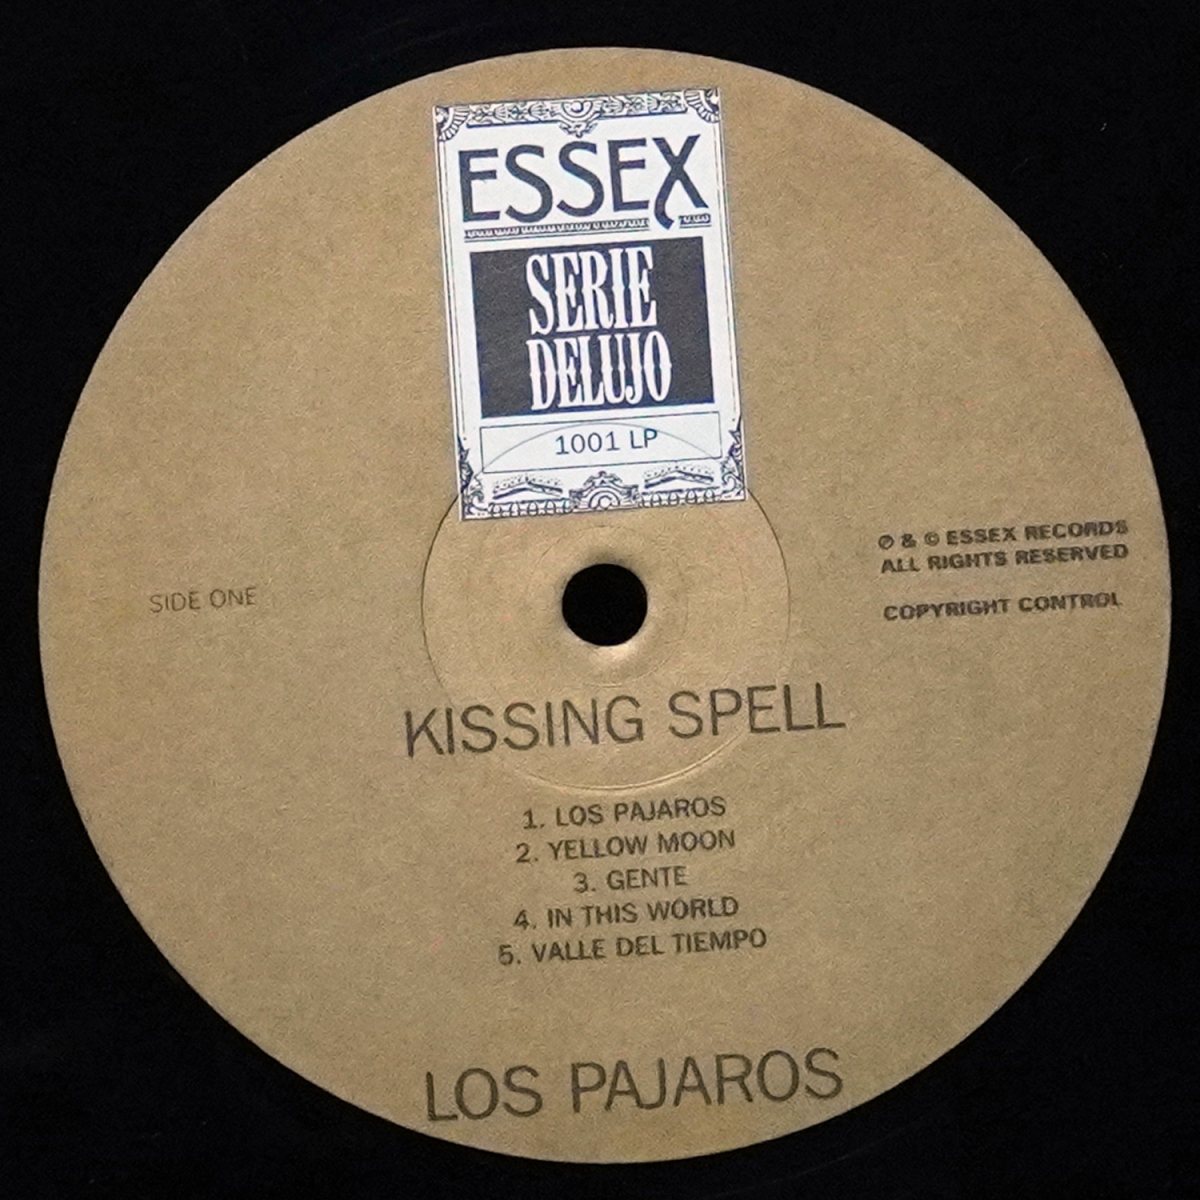 ESSEX
SERIE
DELUJO
1001 LP
SIDE ONE
℗ & © ESSEX RECORDS
ALL RIGHTS RESERVED
COPYRIGHT CONTROL
KISSING SPELL
1. LOS PAJAROS
2. YELLOW MOON
3. GENTE
4. IN THIS WORLD
5. VALLE DEL TIEMPO
LOS PAJAROS